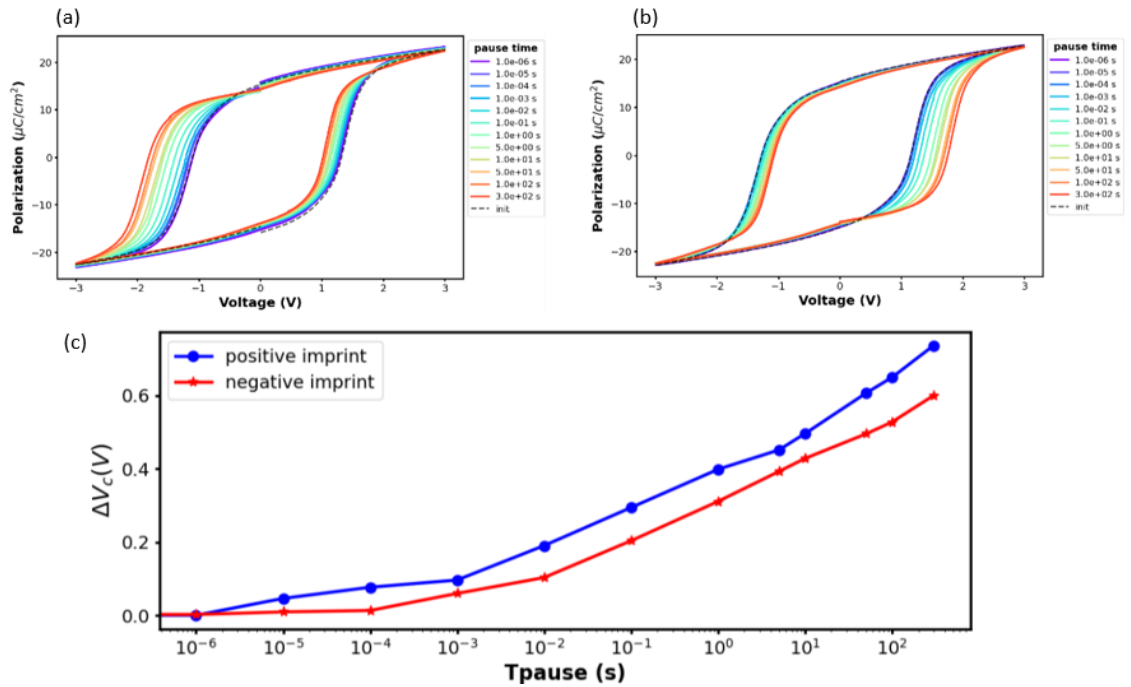 (a)
Polarization (μC/cm²)
20
10
0
−10
−20
−3
−2
−1
0
1
2
3
Voltage (V)
pause time
1.0e-06 s
1.0e-05 s
1.0e-04 s
1.0e-03 s
1.0e-02 s
1.0e-01 s
1.0e+00 s
5.0e+00 s
1.0e+01 s
5.0e+01 s
1.0e+02 s
3.0e+02 s
init
(b)
Polarization (μC/cm²)
20
10
0
−10
−20
−3
−2
−1
0
1
2
3
Voltage (V)
pause time
1.0e-06 s
1.0e-05 s
1.0e-04 s
1.0e-03 s
1.0e-02 s
1.0e-01 s
1.0e+00 s
5.0e+00 s
1.0e+01 s
5.0e+01 s
1.0e+02 s
3.0e+02 s
init
(c)
positive imprint
negative imprint
ΔVc(V)
0.6
0.4
0.2
0.0
10⁻⁶
10⁻⁵
10⁻⁴
10⁻³
10⁻²
10⁻¹
10⁰
10¹
10²
Tpause (s)